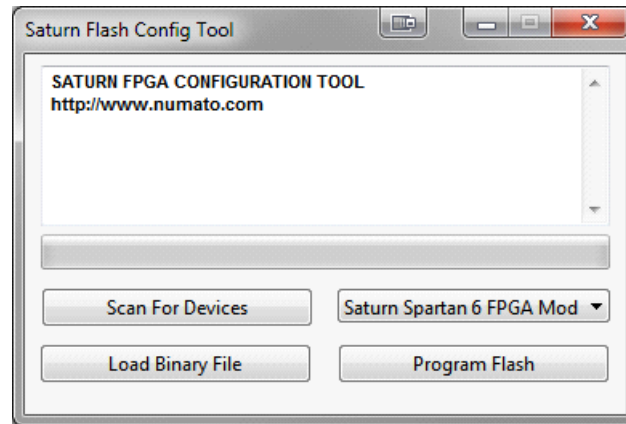 Saturn Flash Config Tool
SATURN FPGA CONFIGURATION TOOL
http://www.numato.com
Scan For Devices
Saturn Spartan 6 FPGA Mod
Load Binary File
Program Flash